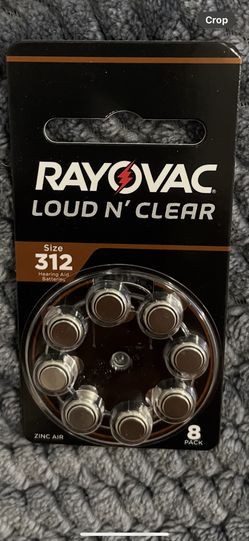 Crop
RAYOVAC
LOUD N' CLEAR
Size
312
Hearing Aid
Batteries
ZINC AIR
8
PACK